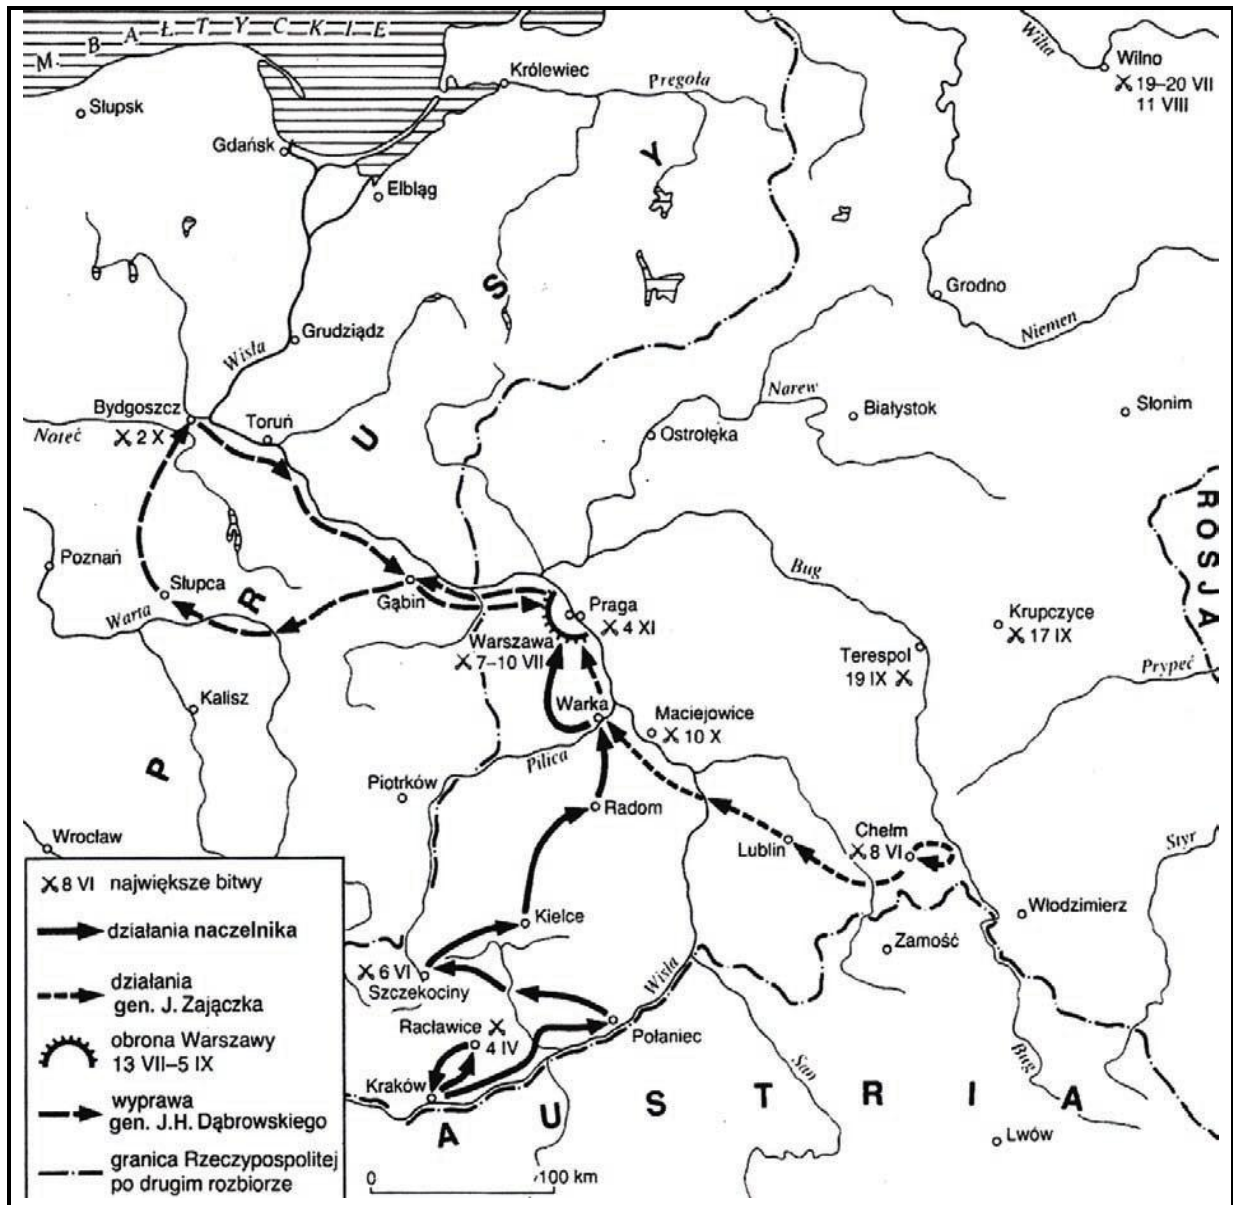 M. B A Ł T Y C K I E
Słupsk
Gdańsk
Elbląg
Królewiec
Pregoła
Wilia
Wilno
19–20 VII
11 VIII
Grudziądz
Wisła
Grodno
Niemen
Bydgoszcz
Noteć
2 X
Toruń
Narew
Białystok
Słonim
Ostrołęka
P R U S Y
ROSJA
Poznań
Słupca
Warta
Gąbin
Bug
Praga
4 XI
Warszawa
7–10 VII
Krupczyce
17 IX
Terespol
19 IX
Prypeć
Kalisz
Warka
Maciejowice
10 X
Pilica
Piotrków
Radom
Wrocław
Lublin
Chełm
8 VI
Styr
Kielce
Włodzimierz
Zamość
6 VI
Szczekociny
Wisła
Racławice
4 IV
Połaniec
Kraków
San
Bug
A U S T R I A
Lwów
8 VI największe bitwy
działania naczelnika
działania
gen. J. Zajączka
obrona Warszawy
13 VII–5 IX
wyprawa
gen. J.H. Dąbrowskiego
granica Rzeczypospolitej
po drugim rozbiorze
0 100 km